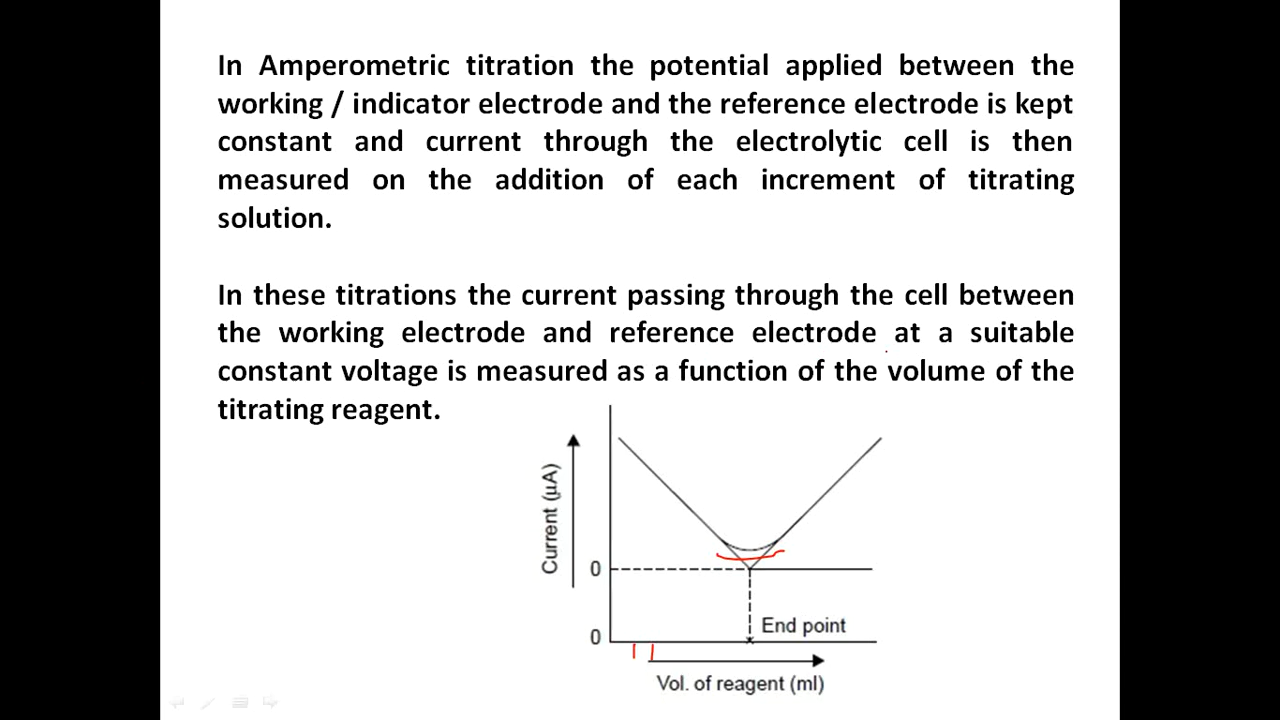 In Amperometric titration the potential applied between the
working / indicator electrode and the reference electrode is kept
constant and current through the electrolytic cell is then
measured on the addition of each increment of titrating
solution.
In these titrations the current passing through the cell between
the working electrode and reference electrode at a suitable
constant voltage is measured as a function of the volume of the
titrating reagent.
Current (µA)
0
0
End point
Vol. of reagent (ml)